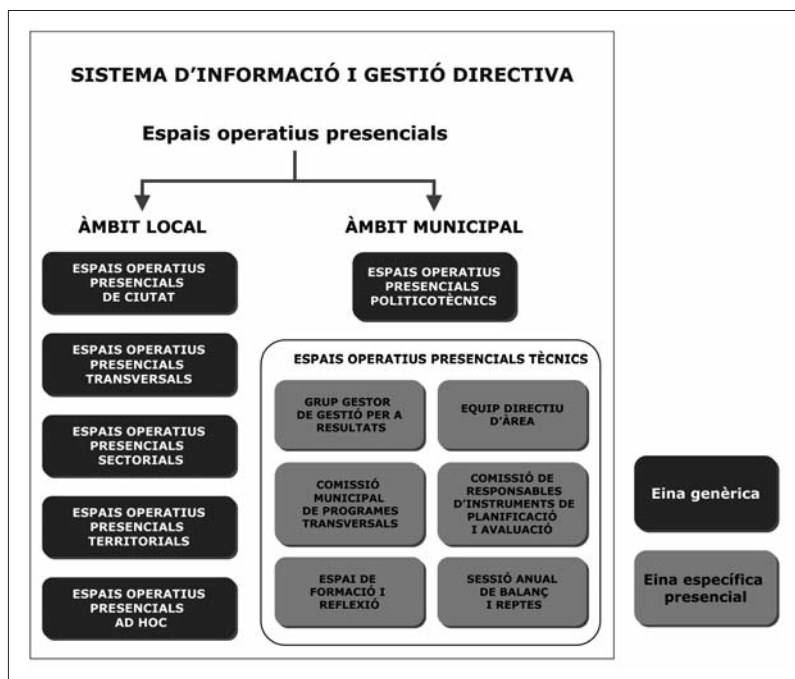 SISTEMA D'INFORMACIÓ I GESTIÓ DIRECTIVA
Espais operatius presencials
ÀMBIT LOCAL
ESPAIS OPERATIUS
PRESENCIALS
DE CIUTAT
ESPAIS OPERATIUS
PRESENCIALS
TRANSVERSALS
ESPAIS OPERATIUS
PRESENCIALS
SECTORIALS
ESPAIS OPERATIUS
PRESENCIALS
TERRITORIALS
ESPAIS OPERATIUS
PRESENCIALS
AD HOC
ÀMBIT MUNICIPAL
ESPAIS OPERATIUS
PRESENCIALS
POLITICOTÈCNICS
ESPAIS OPERATIUS PRESENCIALS TÈCNICS
GRUP GESTOR
DE GESTIÓ PER A
RESULTATS
EQUIP DIRECTIU
D'ÀREA
COMISSIÓ
MUNICIPAL
DE PROGRAMES
TRANSVERSALS
COMISSIÓ DE
RESPONSABLES
D'INSTRUMENTS DE
PLANIFICACIÓ
I AVALUACIÓ
ESPAI DE
FORMACIÓ I
REFLEXIÓ
SESSIÓ ANUAL
DE BALANÇ
I REPTES
Eina genèrica
Eina específica
presencial